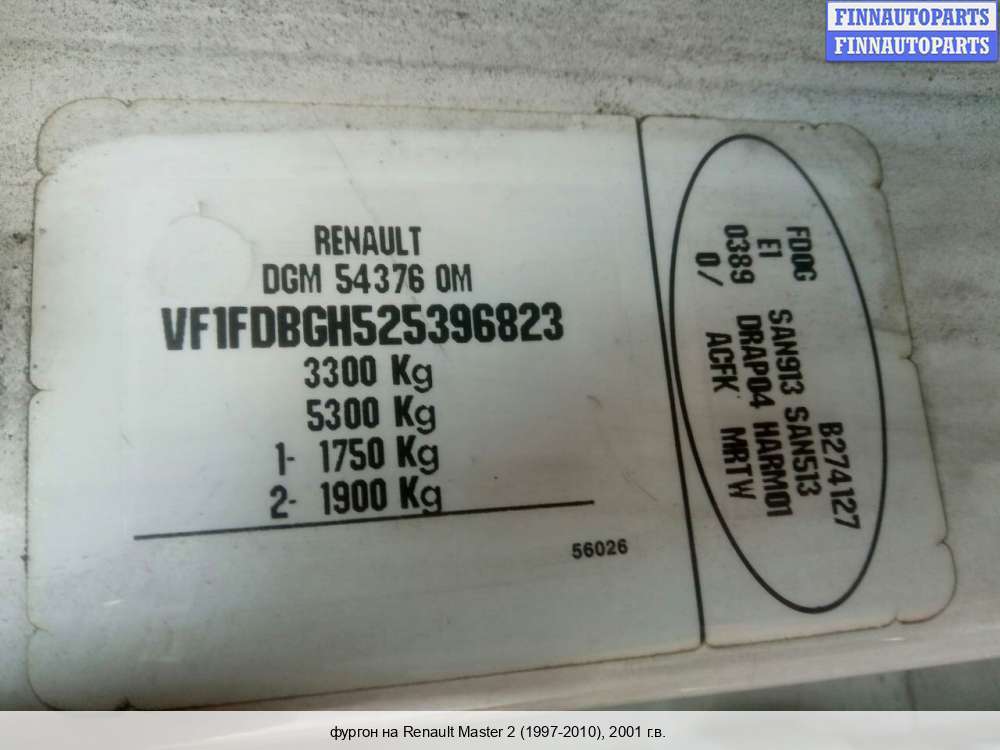 FINNAUTOPARTS
FINNAUTOPARTS
RENAULT
DGM 54376 OM
VF1FDBGH525396823
3300 Kg
5300 Kg
1- 1750 Kg
2- 1900 Kg
56026
B274127
FD0G SAN913 SAN513
E1 DRAP04 HARM01
0389 ACFK MRTW
0/
фургон на Renault Master 2 (1997-2010), 2001 г.в.